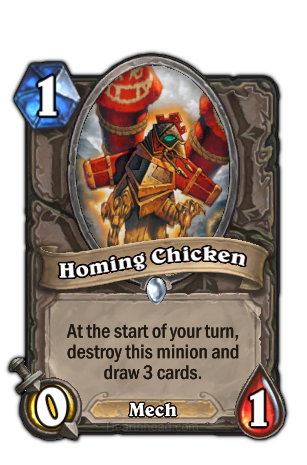 1
Homing Chicken
At the start of your turn,
destroy this minion and
draw 3 cards.
0
Mech
1